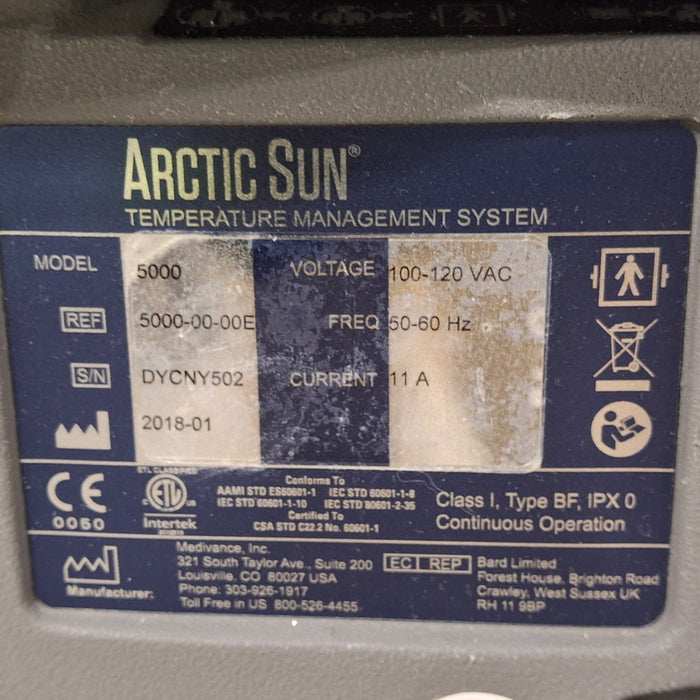 ARCTIC SUN®
TEMPERATURE MANAGEMENT SYSTEM
MODEL 5000 VOLTAGE 100-120 VAC
REF 5000-00-00E FREQ 50-60 Hz
S/N DYCNY502 CURRENT 11 A
2018-01
CE 0050
ETL CLASSIFIED
ETL US
Intertek
Conforms To
AAMI STD ES60601-1 IEC STD 60601-1-8
IEC STD 60601-1-10 IEC STD 80601-2-35
Certified To
CSA STD C22.2 No. 60601-1
Class I, Type BF, IPX 0
Continuous Operation
Manufacturer:
Medivance, Inc.
321 South Taylor Ave., Suite 200
Louisville, CO 80027 USA
Phone: 303-926-1917
Toll Free in US 800-526-4455
EC REP Bard Limited
Forest House, Brighton Road
Crawley, West Sussex UK
RH 11 9BP